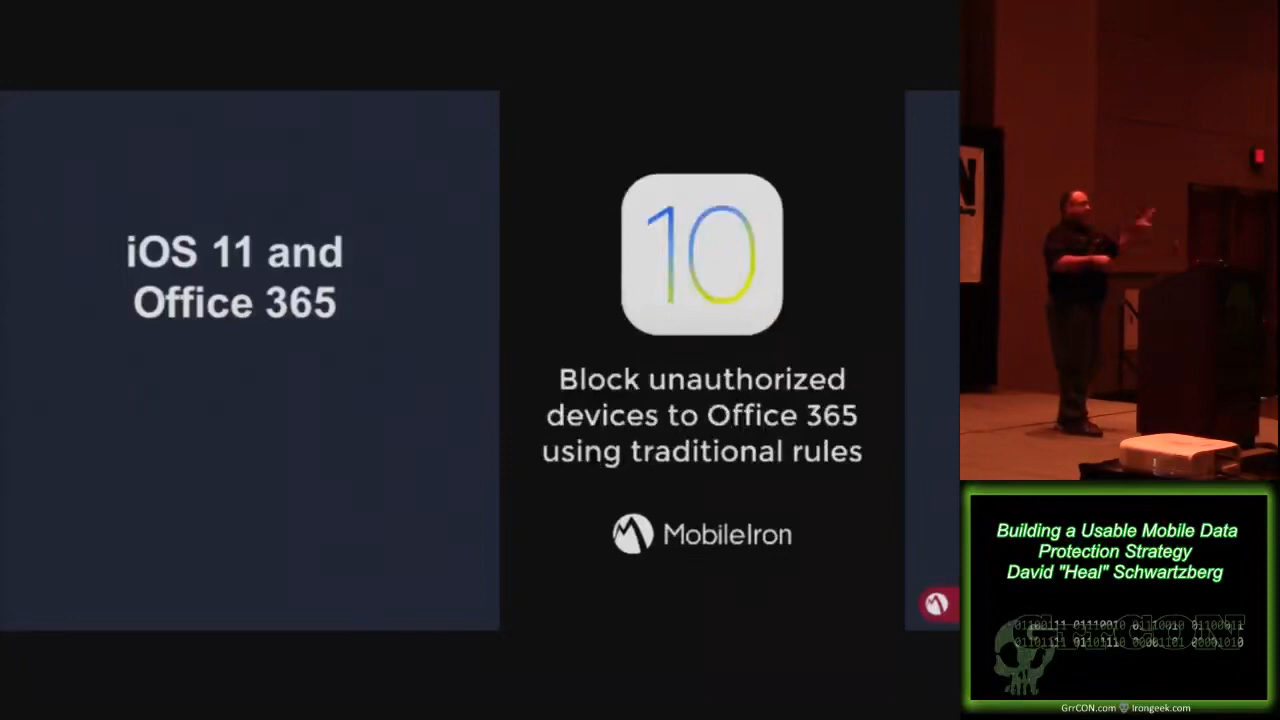 iOS 11 and
Office 365
10
Block unauthorized
devices to Office 365
using traditional rules
MobileIron
N
Building a Usable Mobile Data
Protection Strategy
David "Heal" Schwartzberg
GrrCON
GrrCON.com Irongeek.com